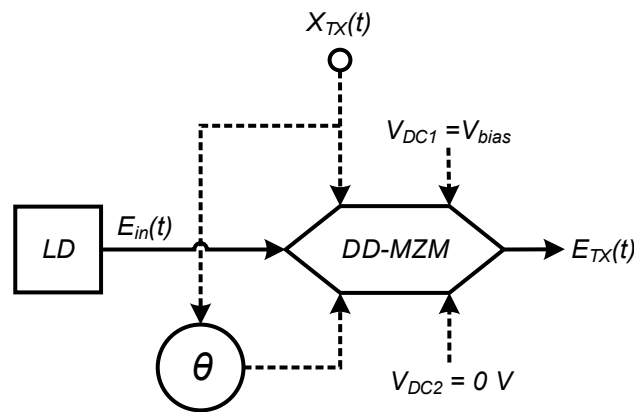 X_TX(t)
V_DC1 =V_bias
LD
E_in(t)
DD-MZM
E_TX(t)
θ
V_DC2 = 0 V